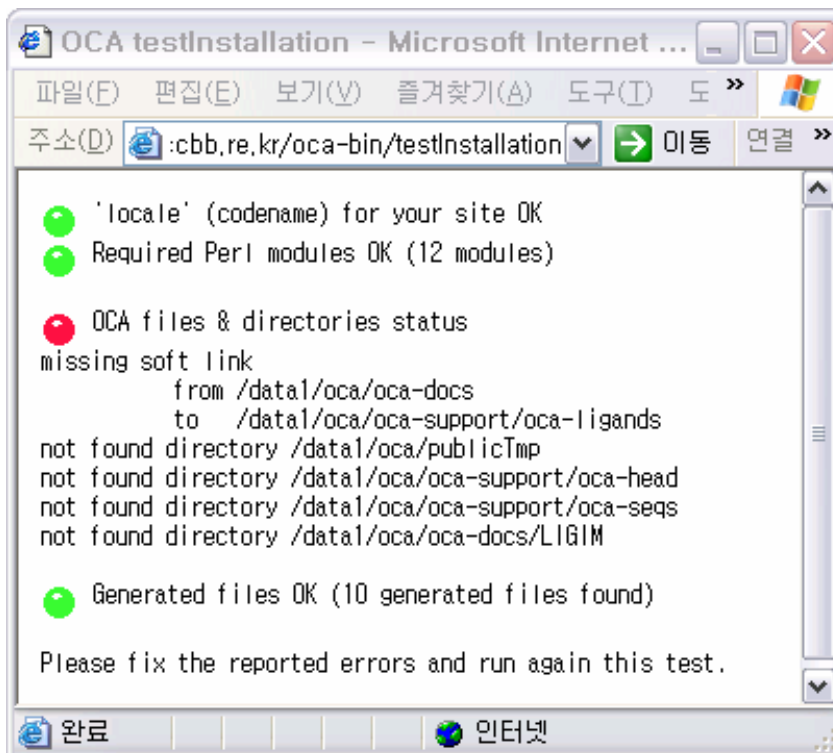 OCA testInstallation - Microsoft Internet ...
파일(F) 편집(E) 보기(V) 즐겨찾기(A) 도구(T) 도 »
주소(D) :cbb.re.kr/oca-bin/testInstallation 이동 연결 »
'locale' (codename) for your site OK
Required Perl modules OK (12 modules)
OCA files & directories status
missing soft link
from /data1/oca/oca-docs
to /data1/oca/oca-support/oca-ligands
not found directory /data1/oca/publicTmp
not found directory /data1/oca/oca-support/oca-head
not found directory /data1/oca/oca-support/oca-seqs
not found directory /data1/oca/oca-docs/LIGIM
Generated files OK (10 generated files found)
Please fix the reported errors and run again this test.
완료 인터넷